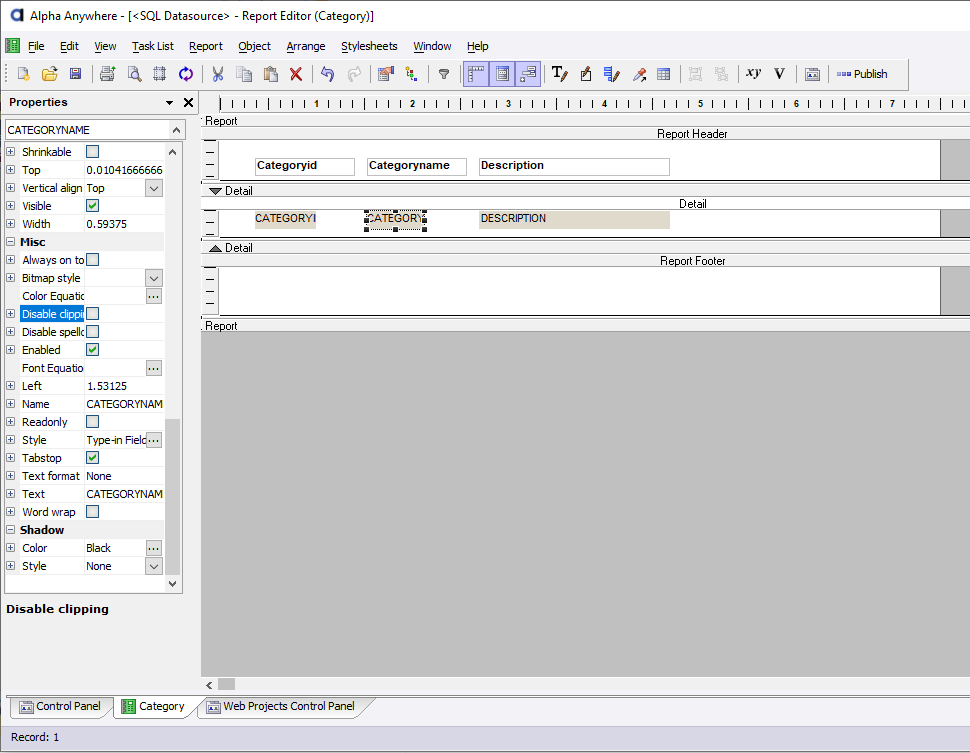 Alpha Anywhere - [<SQL Datasource> - Report Editor (Category)]
File Edit View Task List Report Object Arrange Stylesheets Window Help
xy V Publish
Properties
1 2 3 4 5 6 7
CATEGORYNAME
Report
Report Header
Shrinkable
Top 0.01041666666
Vertical align Top
Visible
Width 0.59375
Misc
Always on to
Bitmap style
Color Equatic
Disable clippi
Disable spellc
Enabled
Font Equatio
Left 1.53125
Name CATEGORYNAM
Readonly
Style Type-in Field
Tabstop
Text format None
Text CATEGORYNAM
Word wrap
Shadow
Color Black
Style None
Disable clipping
Categoryid Categoryname Description
Detail
Detail
CATEGORYI CATEGORY DESCRIPTION
Detail
Report Footer
Report
Control Panel Category Web Projects Control Panel
Record: 1